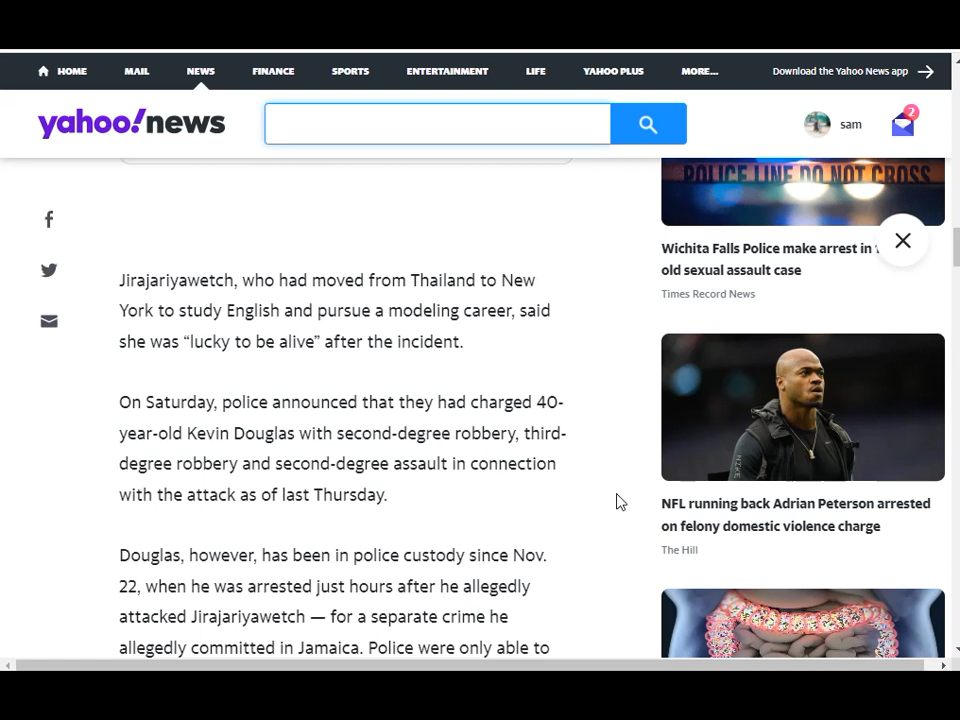 HOME MAIL NEWS FINANCE SPORTS ENTERTAINMENT LIFE YAHOO PLUS MORE... Download the Yahoo News app
yahoo!news
sam
2
Jirajariyawetch, who had moved from Thailand to New
York to study English and pursue a modeling career, said
she was “lucky to be alive” after the incident.
On Saturday, police announced that they had charged 40-
year-old Kevin Douglas with second-degree robbery, third-
degree robbery and second-degree assault in connection
with the attack as of last Thursday.
Douglas, however, has been in police custody since Nov.
22, when he was arrested just hours after he allegedly
attacked Jirajariyawetch — for a separate crime he
allegedly committed in Jamaica. Police were only able to
POLICE LINE DO NOT CROSS
Wichita Falls Police make arrest in
old sexual assault case
Times Record News
NFL running back Adrian Peterson arrested
on felony domestic violence charge
The Hill